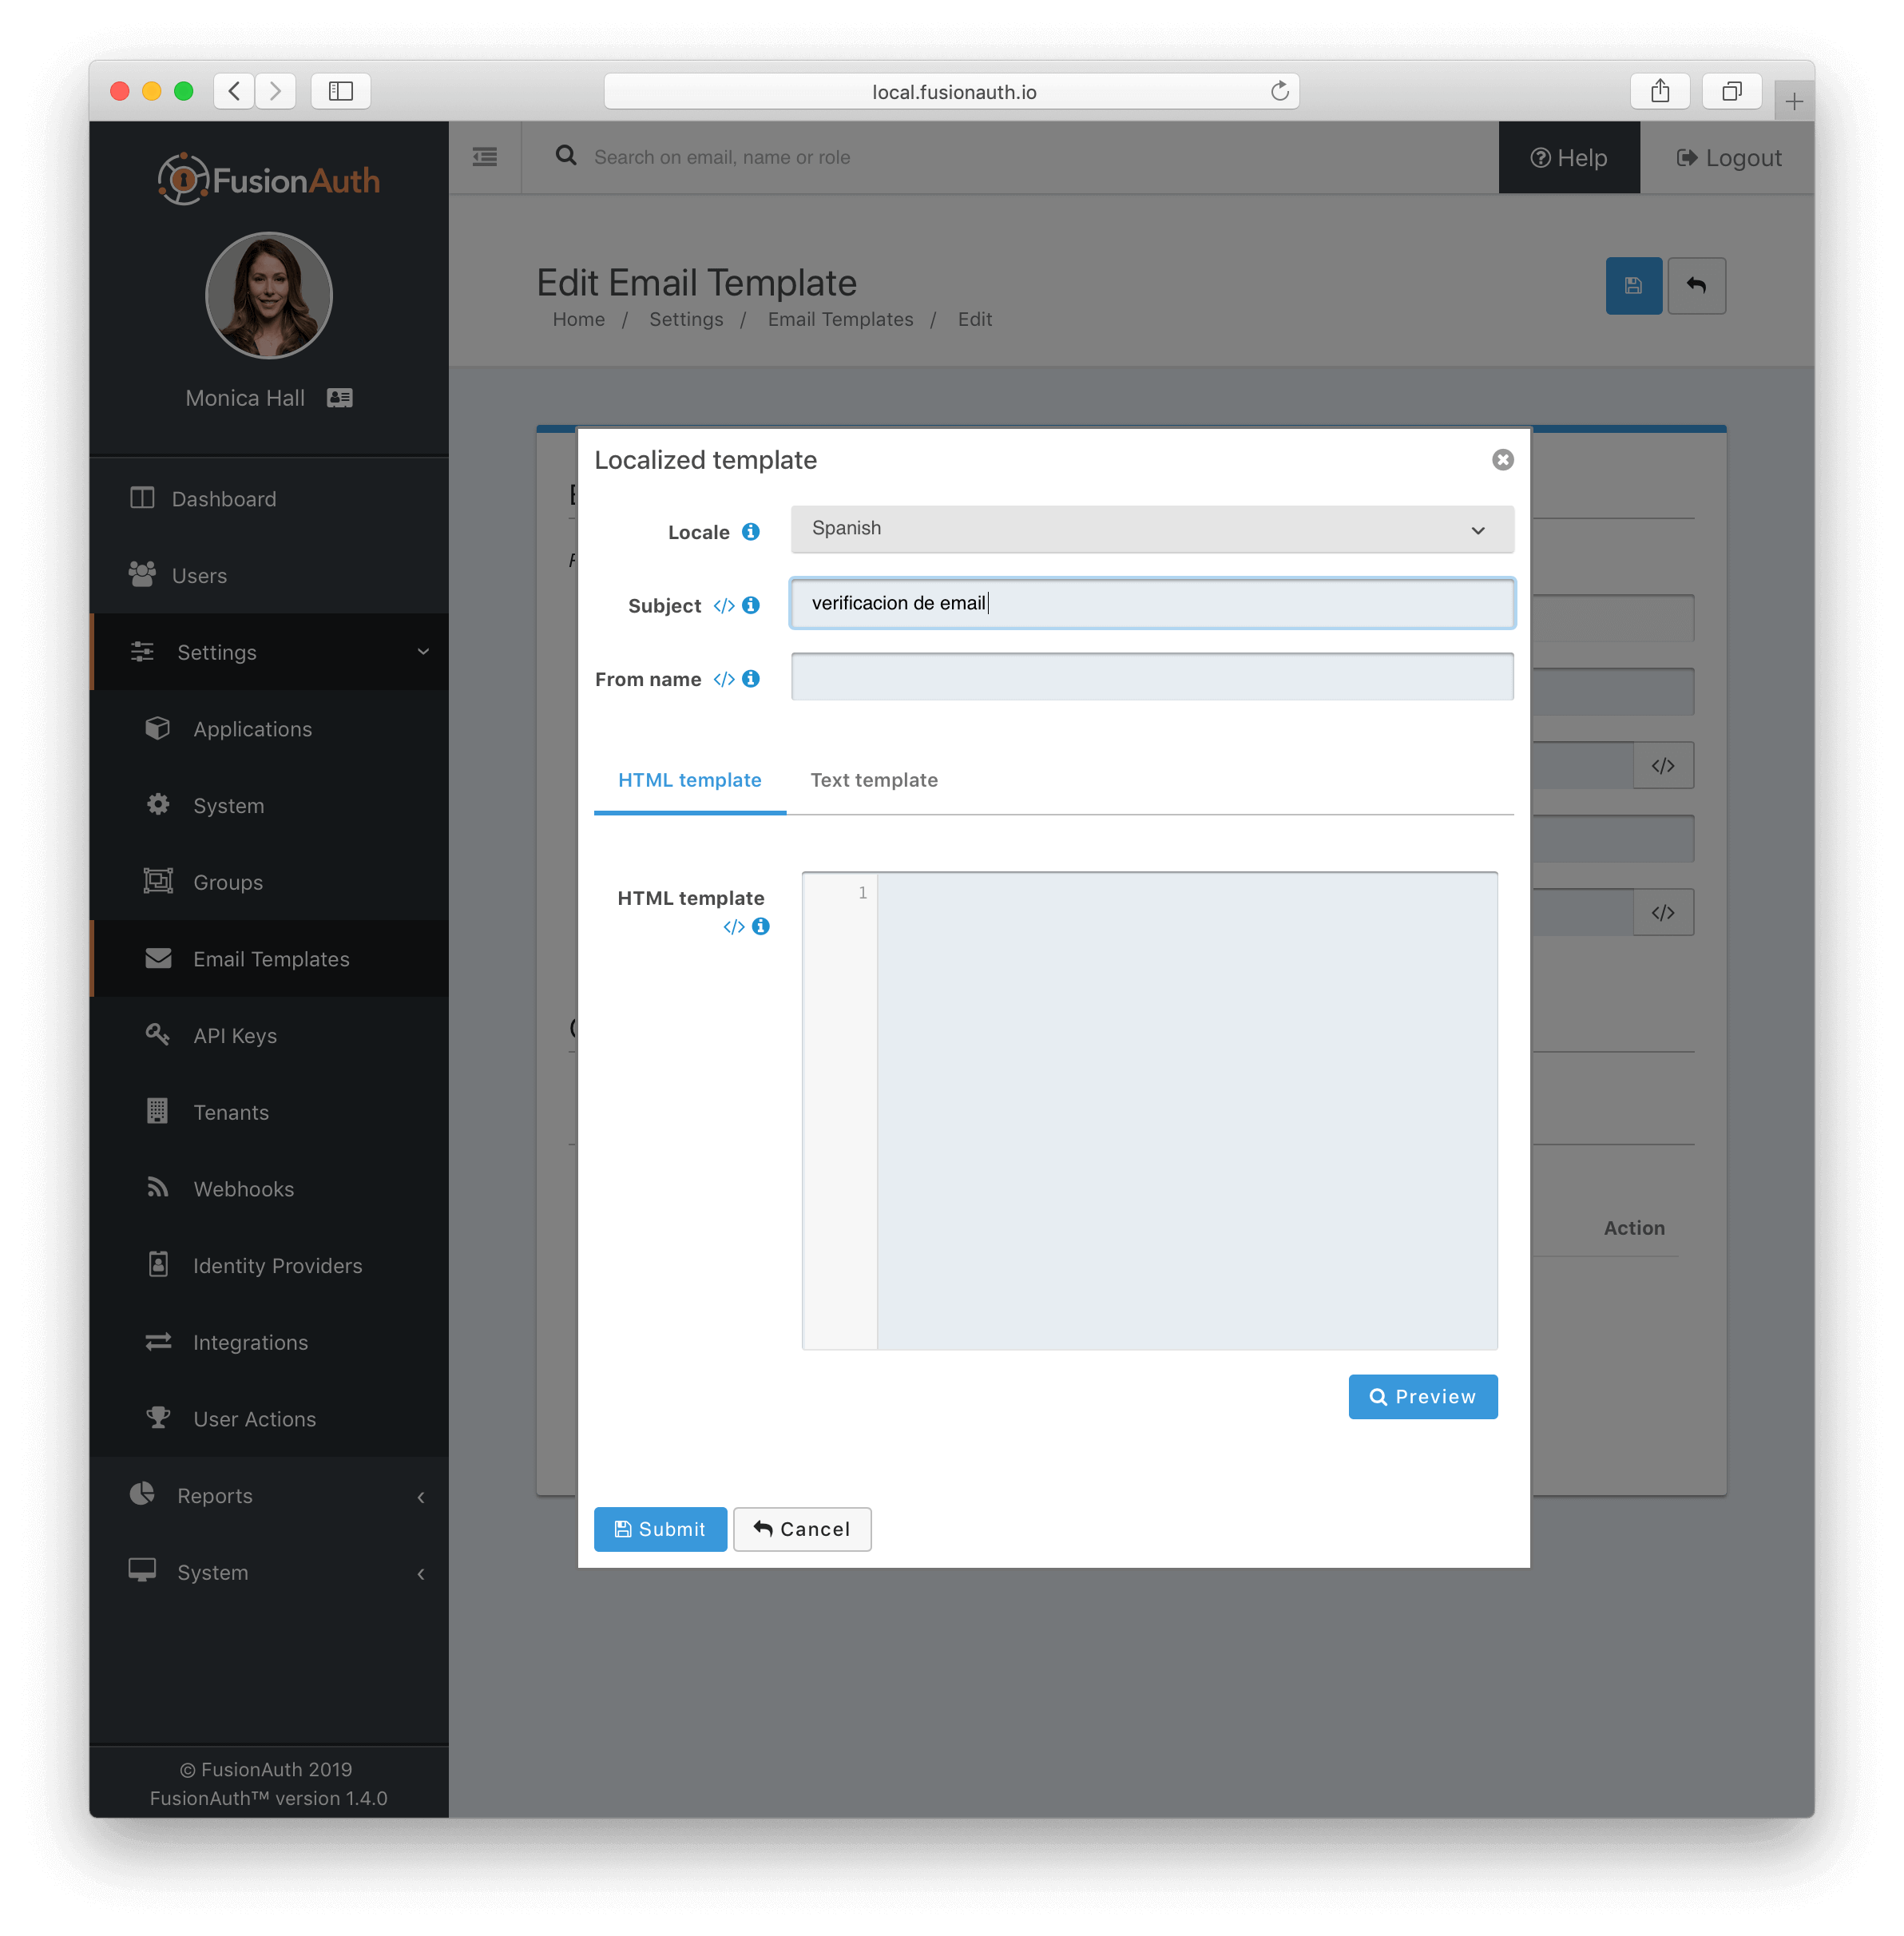 local.fusionauth.io
FusionAuth
Search on email, name or role
Help
Logout
Monica Hall
Edit Email Template
Home / Settings / Email Templates / Edit
Dashboard
Users
Settings
Applications
System
Groups
Email Templates
API Keys
Tenants
Webhooks
Identity Providers
Integrations
User Actions
Reports
System
© FusionAuth 2019
FusionAuth™ version 1.4.0
Localized template
Locale
Spanish
Subject </>
verificacion de email
From name </>
HTML template
Text template
HTML template
</>
1
Preview
Submit
Cancel
</>
</>
Action